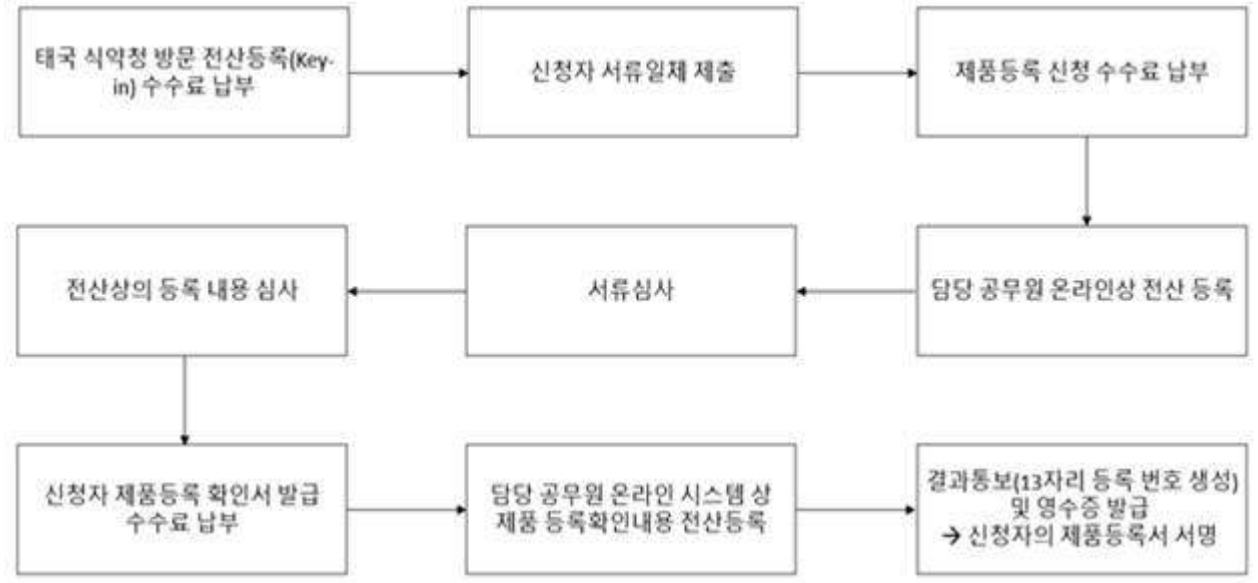 태국 식약청 방문 전산등록(Key-
in) 수수료 납부
신청자 서류일체 제출
제품등록 신청 수수료 납부
담당 공무원 온라인상 전산 등록
서류심사
전산상의 등록 내용 심사
신청자 제품등록 확인서 발급
수수료 납부
담당 공무원 온라인 시스템 상
제품 등록확인내용 전산등록
결과통보(13자리 등록 번호 생성)
및 영수증 발급
→ 신청자의 제품등록서 서명